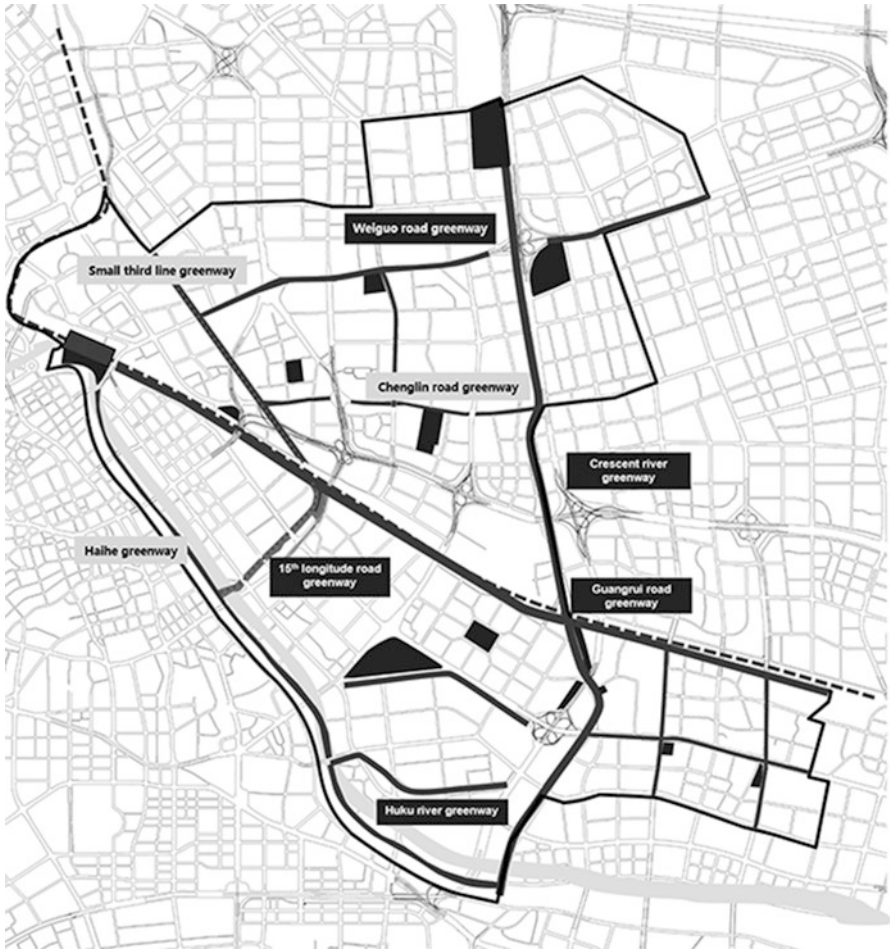 Weiguo road greenway
Small third line greenway
Chenglin road greenway
Crescent river
greenway
Haihe greenway
15th longitude road
greenway
Guangrui road
greenway
Huku river greenway